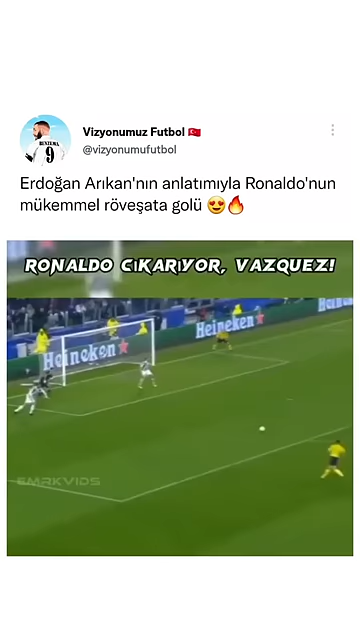 Vizyonumuz Futbol 🇹🇷
@vizyonumufutbol
Erdoğan Arıkan'nın anlatımıyla Ronaldo'nun
mükemmel röveşata golü 😍🔥
RONALDO ÇIKARIYOR, VAZQUEZ!
Heineken
Heineken
BENZEMA
9
EMRKVIDS